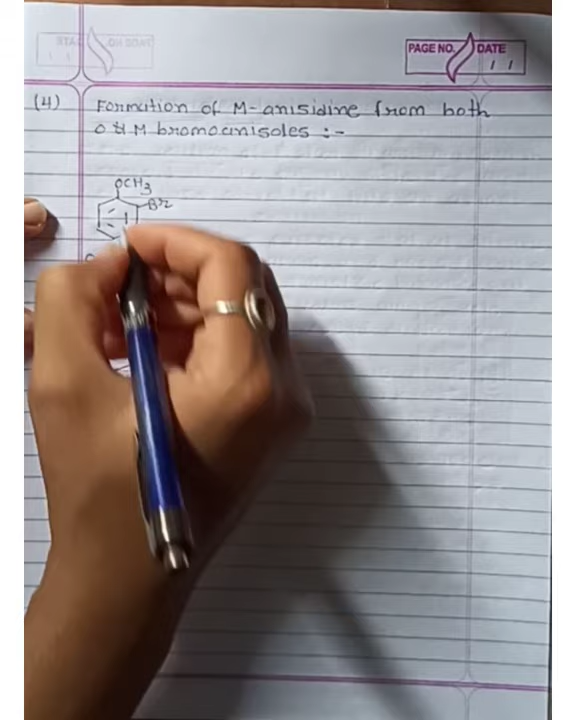 PAGE NO. DATE
(4) Formation of M-anisidine from both
o & M bromoanisoles :-
OCH3
Br